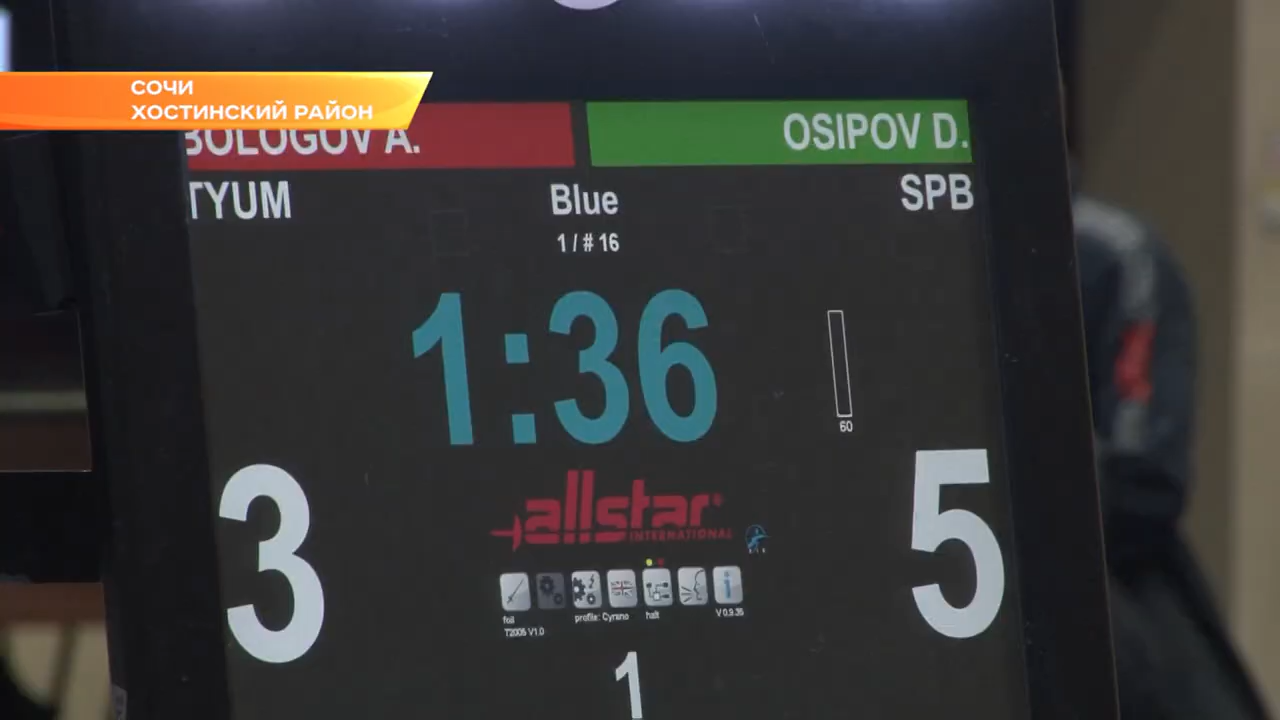 СОЧИ
ХОСТИНСКИЙ РАЙОН
BOLOGOV A.
OSIPOV D.
TYUM
Blue
SPB
1 / # 16
1:36
60
3
5
allstar®
INTERNATIONAL
foil
profile: Cyrano
halt
V 0.9.35
T2005 V1.0
1